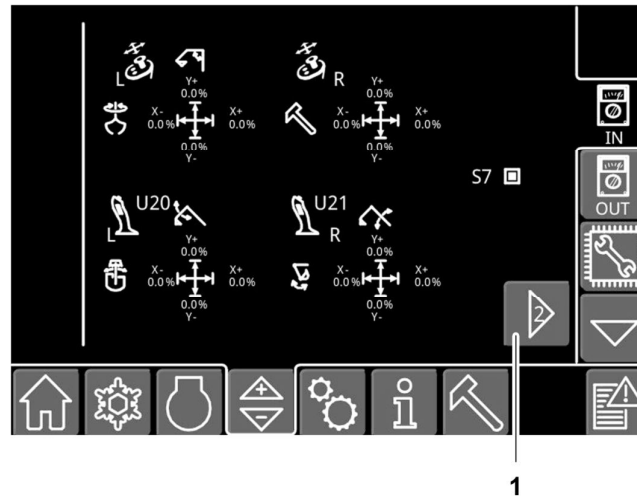 L
R
Y+
Y+
0.0%
0.0%
X-
X+
X-
X+
0.0%
0.0%
0.0%
0.0%
0.0%
0.0%
Y-
Y-
IN
S7
U20
U21
OUT
L
R
Y+
Y+
0.0%
0.0%
X-
X+
X-
X+
0.0%
0.0%
0.0%
0.0%
0.0%
0.0%
Y-
Y-
2
1